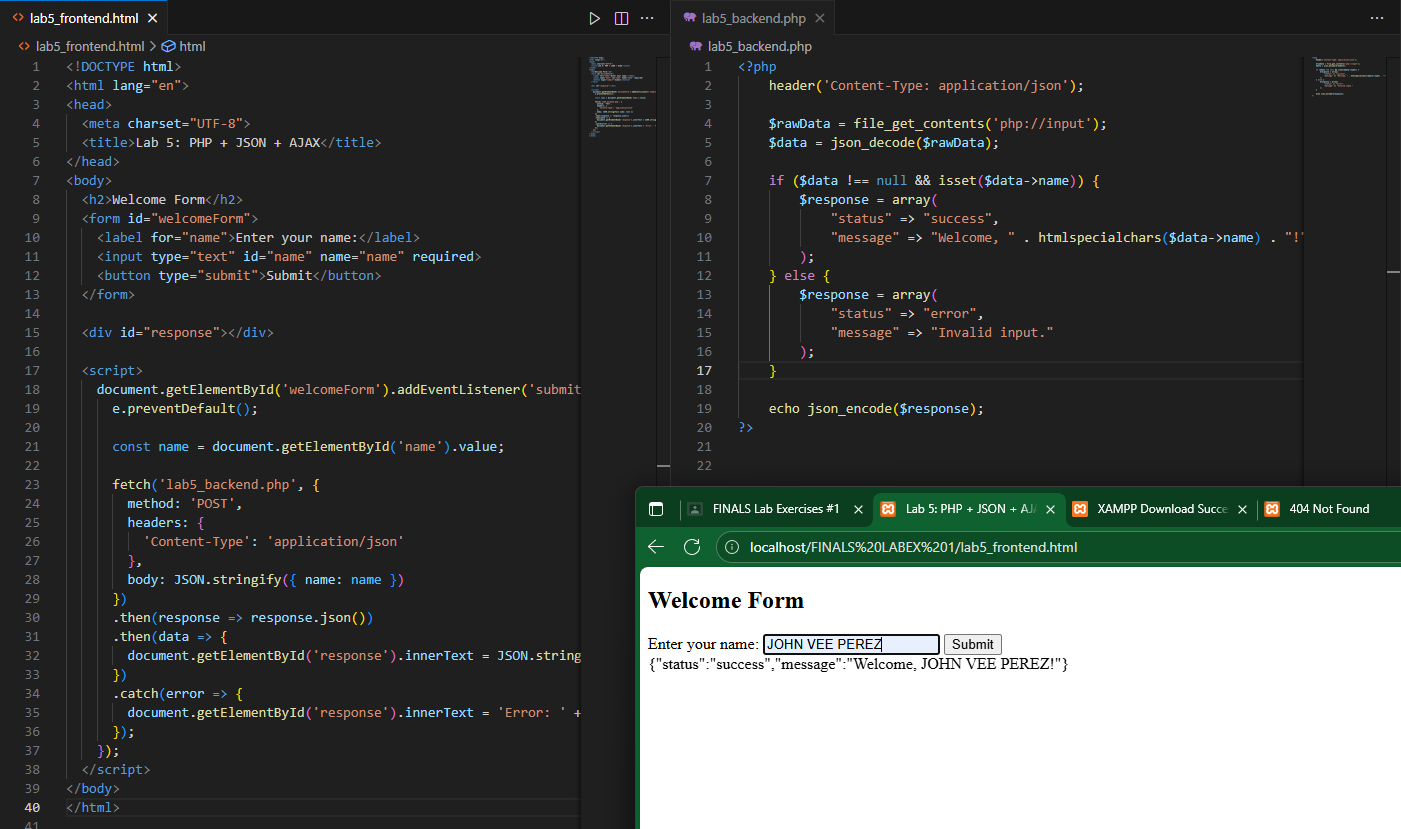 lab5_frontend.html
lab5_frontend.html > html
1 <!DOCTYPE html>
2 <html lang="en">
3 <head>
4 <meta charset="UTF-8">
5 <title>Lab 5: PHP + JSON + AJAX</title>
6 </head>
7 <body>
8 <h2>Welcome Form</h2>
9 <form id="welcomeForm">
10 <label for="name">Enter your name:</label>
11 <input type="text" id="name" name="name" required>
12 <button type="submit">Submit</button>
13 </form>
14
15 <div id="response"></div>
16
17 <script>
18 document.getElementById('welcomeForm').addEventListener('submit
19 e.preventDefault();
20
21 const name = document.getElementById('name').value;
22
23 fetch('lab5_backend.php', {
24 method: 'POST',
25 headers: {
26 'Content-Type': 'application/json'
27 },
28 body: JSON.stringify({ name: name })
29 })
30 .then(response => response.json())
31 .then(data => {
32 document.getElementById('response').innerText = JSON.string
33 })
34 .catch(error => {
35 document.getElementById('response').innerText = 'Error: ' +
36 });
37 });
38 </script>
39 </body>
40 </html>
41
lab5_backend.php
lab5_backend.php
1 <?php
2 header('Content-Type: application/json');
3
4 $rawData = file_get_contents('php://input');
5 $data = json_decode($rawData);
6
7 if ($data !== null && isset($data->name)) {
8 $response = array(
9 "status" => "success",
10 "message" => "Welcome, " . htmlspecialchars($data->name) . "!"
11 );
12 } else {
13 $response = array(
14 "status" => "error",
15 "message" => "Invalid input."
16 );
17 }
18
19 echo json_encode($response);
20 ?>
21
22
FINALS Lab Exercises #1
Lab 5: PHP + JSON + AJ
XAMPP Download Succe
404 Not Found
localhost/FINALS%20LABEX%201/lab5_frontend.html
Welcome Form
Enter your name: JOHN VEE PEREZ Submit
{"status":"success","message":"Welcome, JOHN VEE PEREZ!"}